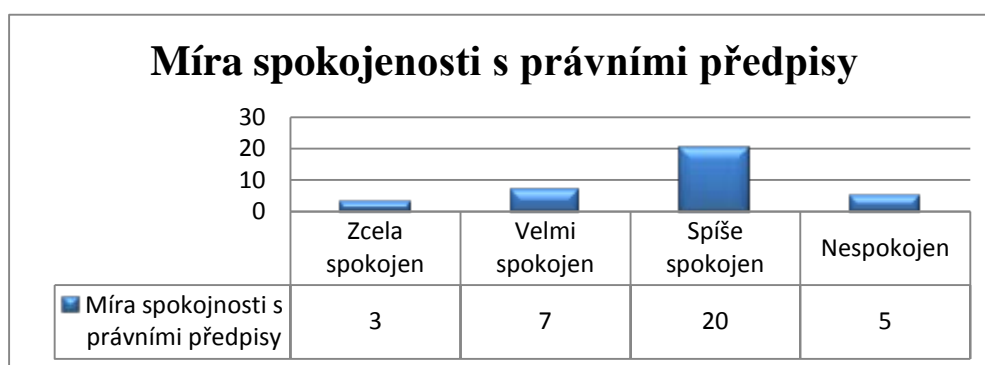 Míra spokojenosti s právními předpisy
30
20
10
0
Zcela
spokojen
Velmi
spokojen
Spíše
spokojen
Nespokojen
Míra spokojnosti s
právními předpisy
3
7
20
5